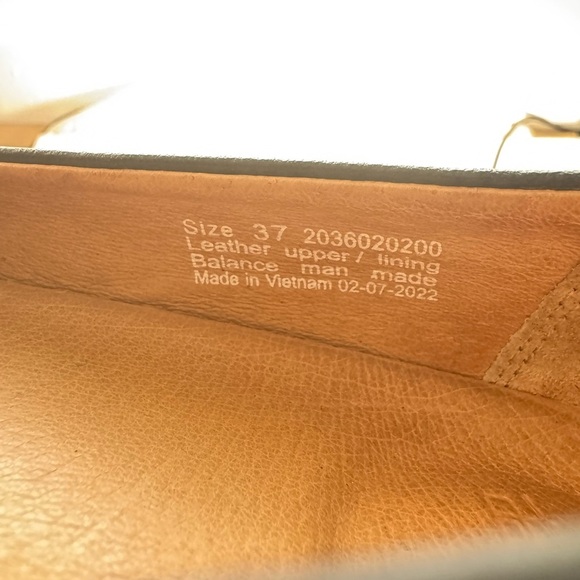 Size 37 2036020200
Leather upper/ lining
Balance man made
Made in Vietnam 02-07-2022